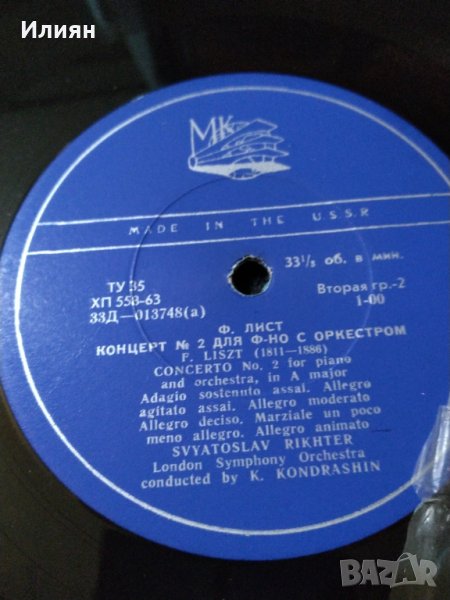 Илиян
МК
MADE IN THE U.S.S.R
ТУ 35
ХП 558-63
33Д—013748(а)
33⅓ об. в мин.
Вторая гр.-2
1-00
Ф. ЛИСТ
КОНЦЕРТ № 2 ДЛЯ Ф-НО С ОРКЕСТРОМ
F. LISZT (1811—1886)
CONCERTO No. 2 for piano
and orchestra, in A major
Adagio sostenuto assai. Allegro
agitato assai. Allegro moderato
Allegro deciso. Marziale un poco
meno allegro. Allegro animato
SVYATOSLAV RIKHTER
London Symphony Orchestra
conducted by K. KONDRASHIN
BAZAR